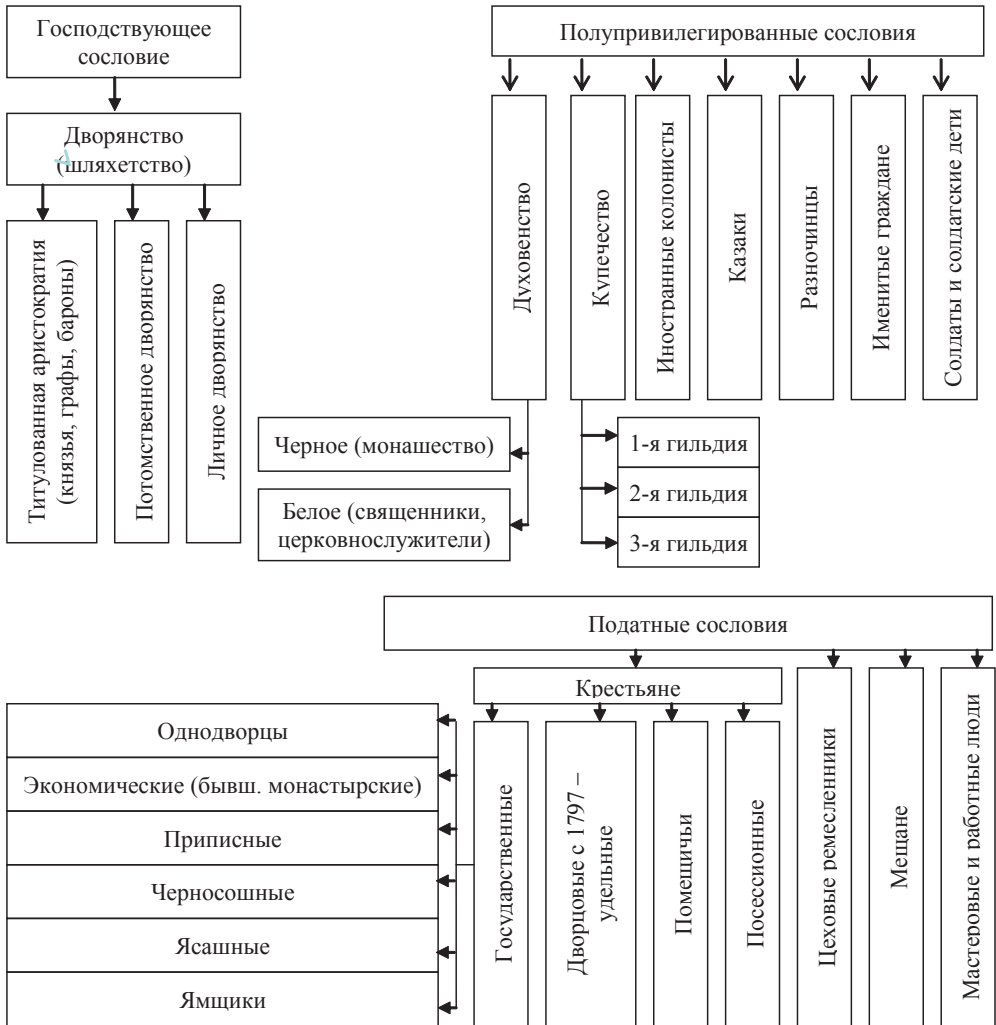 Господствующее
сословие
Дворянство
(шляхетство)
Титулованная аристократия
(князья, графы, бароны)
Потомственное дворянство
Личное дворянство
Полупривилегированные сословия
Духовенство
Купечество
Иностранные колонисты
Казаки
Разночинцы
Именитые граждане
Солдаты и солдатские дети
Черное (монашество)
Белое (священники,
церковнослужители)
1-я гильдия
2-я гильдия
3-я гильдия
Податные сословия
Крестьяне
Государственные
Дворцовые с 1797 –
удельные
Помещичьи
Посессионные
Цеховые ремесленники
Мещане
Мастеровые и работные люди
Однодворцы
Экономические (бывш. монастырские)
Приписные
Черносошные
Ясашные
Ямщики